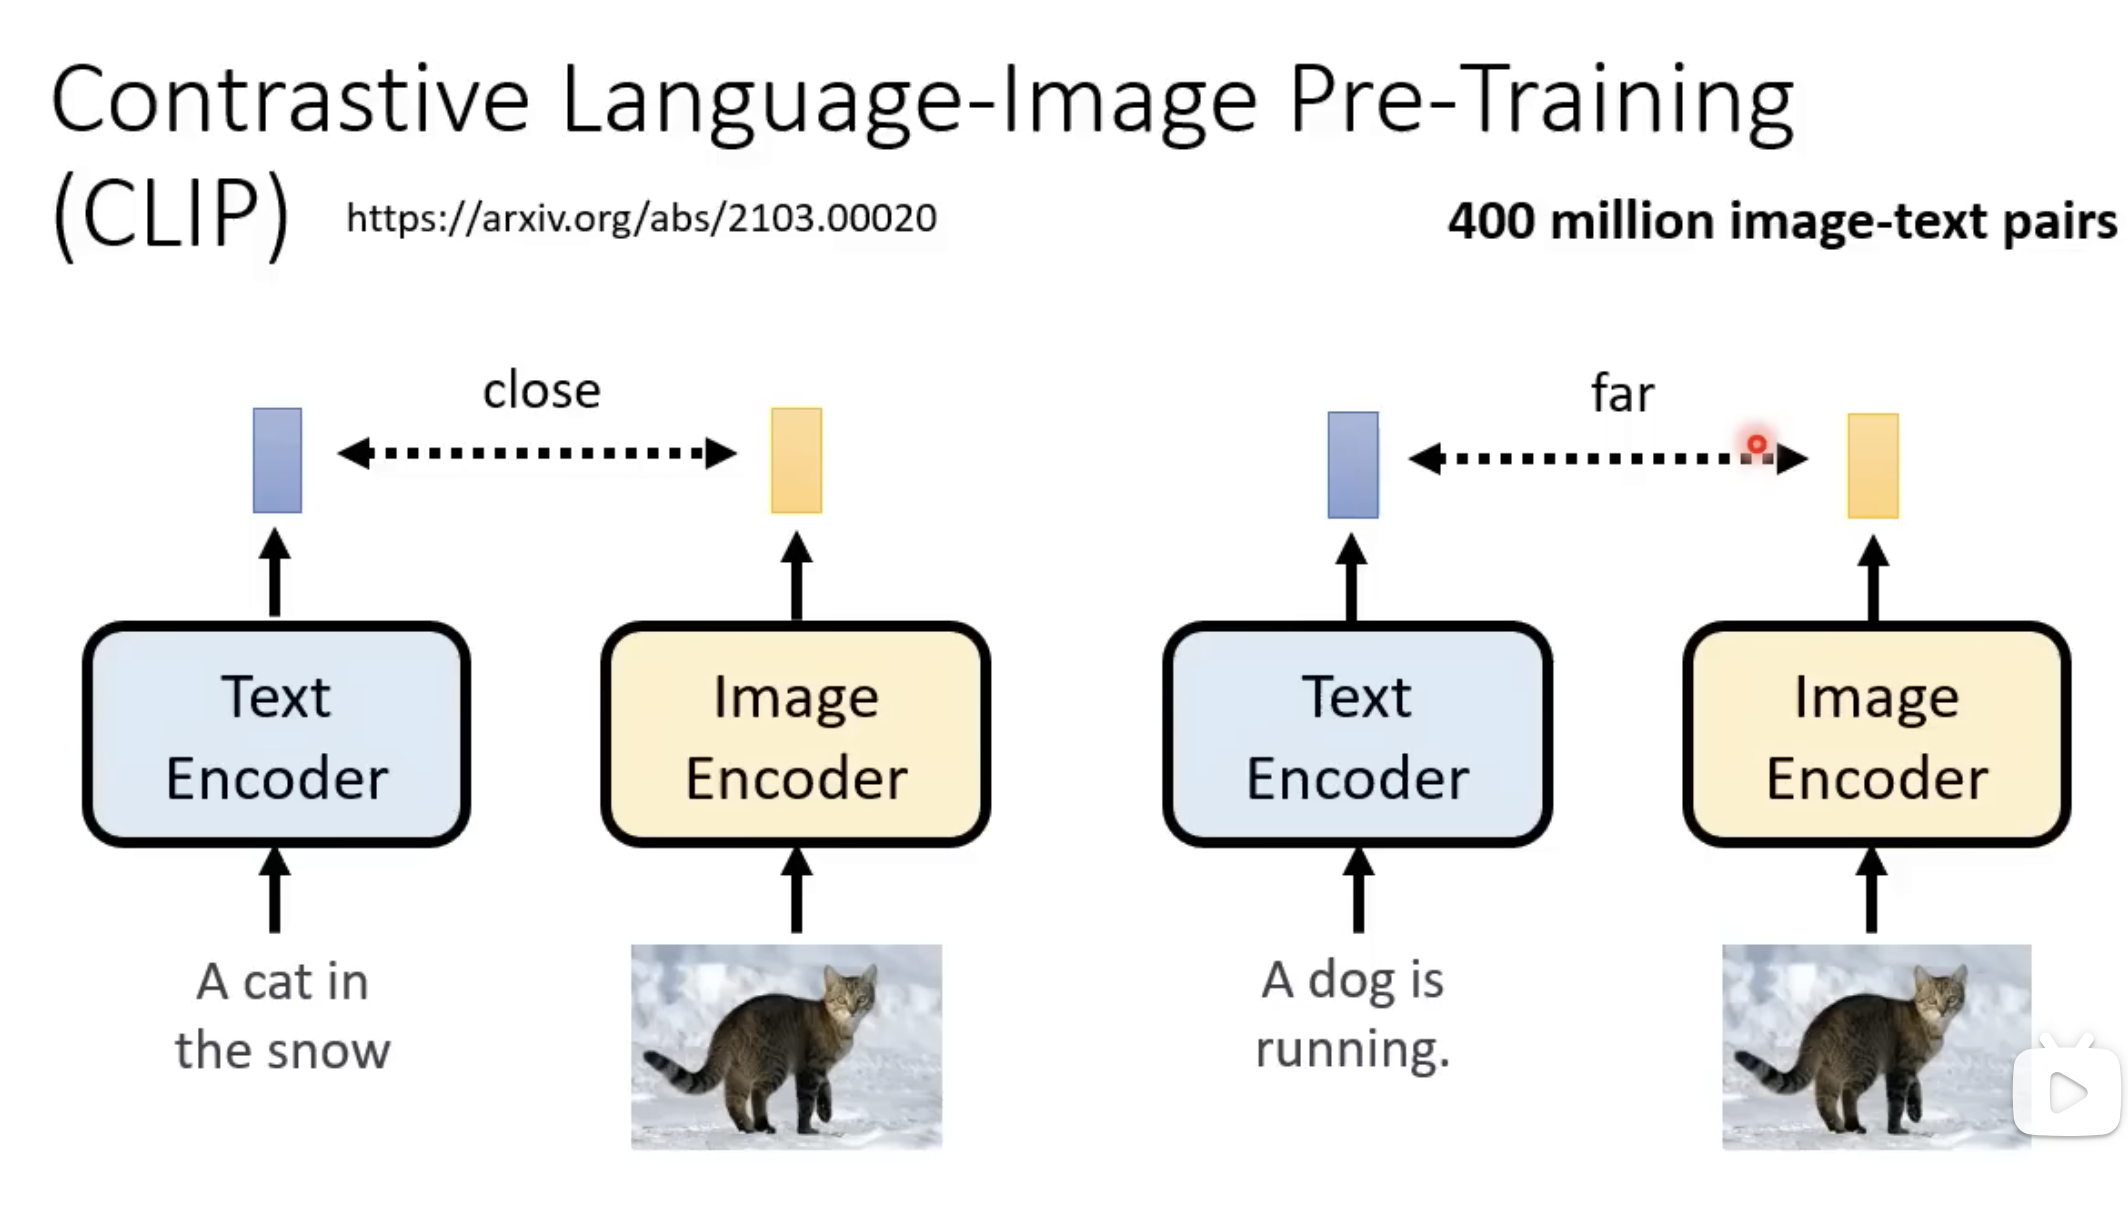 Contrastive Language-Image Pre-Training
(CLIP) https://arxiv.org/abs/2103.00020 400 million image-text pairs
close
far
Text
Encoder
Image
Encoder
Text
Encoder
Image
Encoder
A cat in
the snow
A dog is
running.